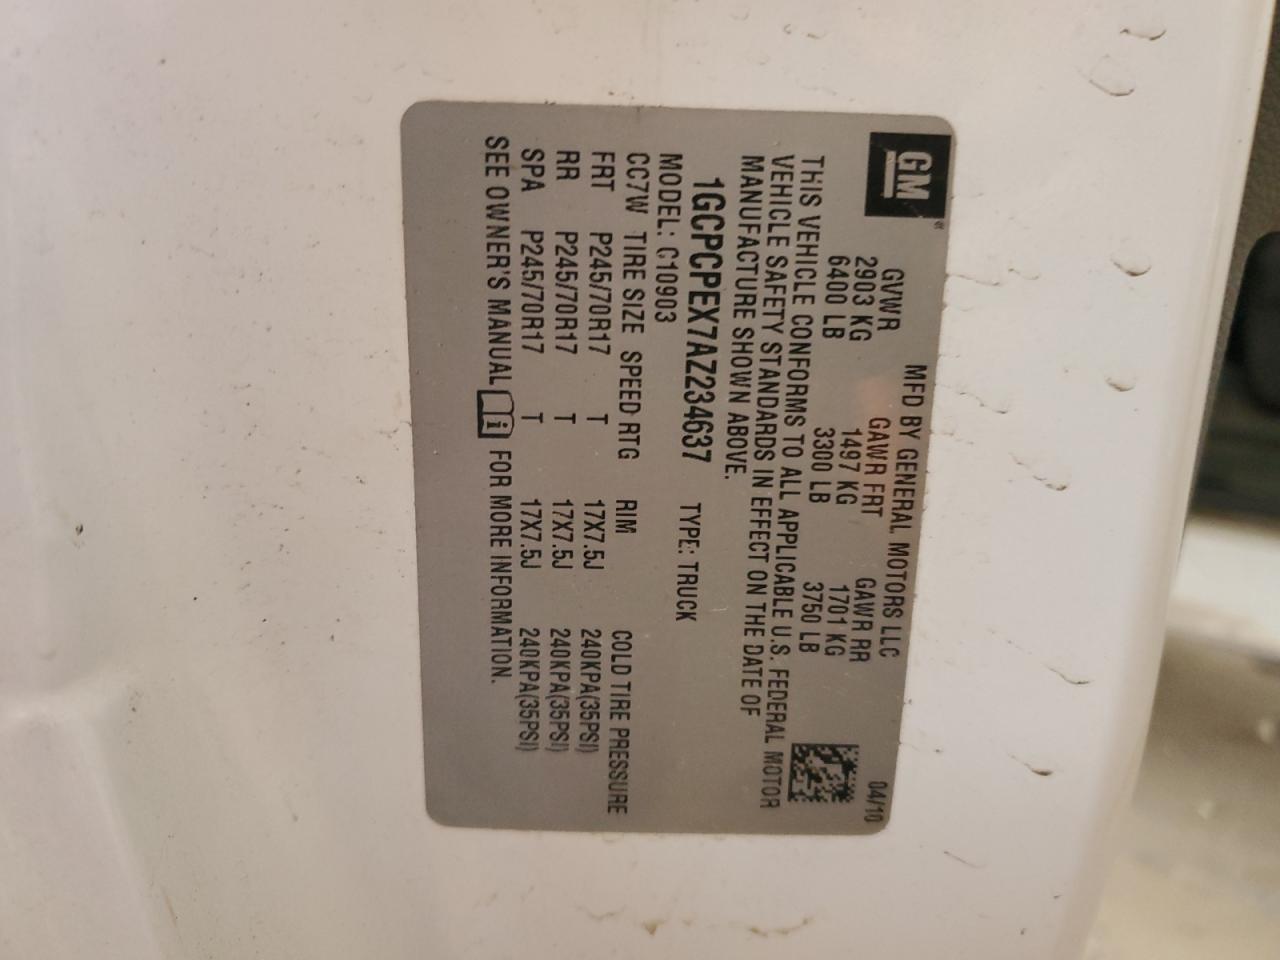 GM
MFD BY GENERAL MOTORS LLC 04/10
GVWR GAWR FRT GAWR RR
2903 KG 1497 KG 1701 KG
6400 LB 3300 LB 3750 LB
THIS VEHICLE CONFORMS TO ALL APPLICABLE U.S. FEDERAL MOTOR
VEHICLE SAFETY STANDARDS IN EFFECT ON THE DATE OF
MANUFACTURE SHOWN ABOVE.
1GCPCPEX7AZ234637 TYPE: TRUCK
MODEL: C10903
CC7W TIRE SIZE SPEED RTG RIM COLD TIRE PRESSURE
FRT P245/70R17 T 17X7.5J 240KPA(35PSI)
RR P245/70R17 T 17X7.5J 240KPA(35PSI)
SPA P245/70R17 T 17X7.5J 240KPA(35PSI)
SEE OWNER'S MANUAL i FOR MORE INFORMATION.